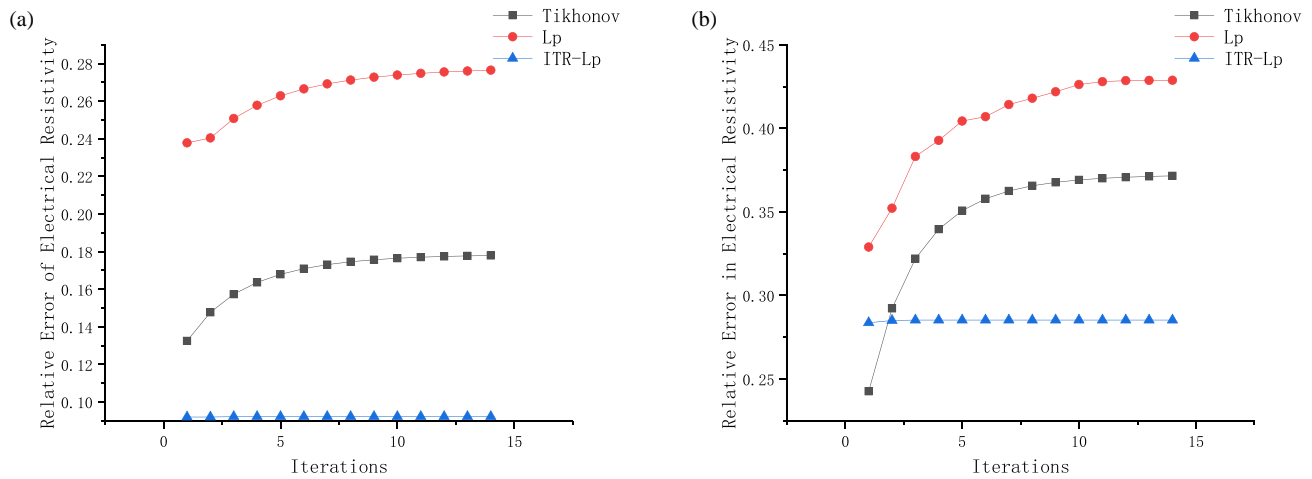 (a)
Tikhonov
Lp
ITR-Lp
Relative Error of Electrical Resistivity
0.28
0.26
0.24
0.22
0.20
0.18
0.16
0.14
0.12
0.10
0
5
10
15
Iterations
(b)
Tikhonov
Lp
ITR-Lp
Relative Error in Electrical Resistivity
0.45
0.40
0.35
0.30
0.25
0
5
10
15
Iterations